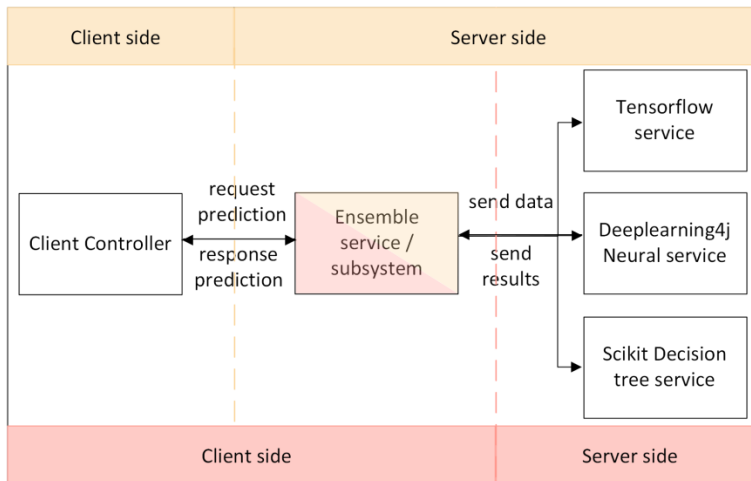 Client side
Server side
Tensorflow
service
request
prediction
Client Controller
response
prediction
Ensemble
service /
subsystem
send data
send
results
Deeplearning4j
Neural service
Scikit Decision
tree service
Client side
Server side